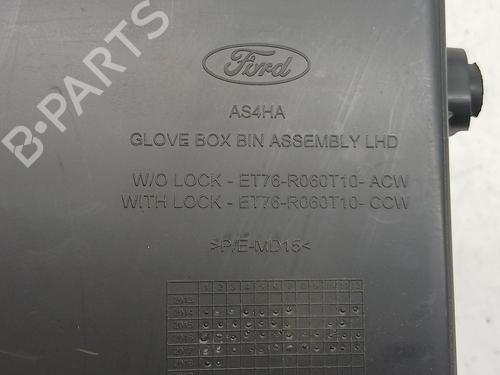 Ford
AS4HA
GLOVE BOX BIN ASSEMBLY LHD
W/O LOCK - ET76-R060T10- ACW
WITH LOCK - ET76-R060T10- CCW
>P/E-MD15<
B-PARTS